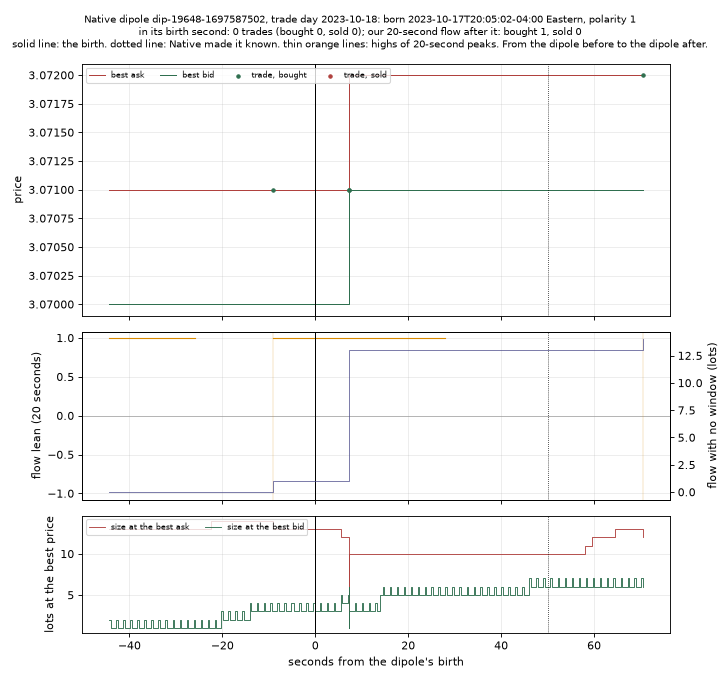 Native dipole dip-19648-1697587502, trade day 2023-10-18: born 2023-10-17T20:05:02-04:00 Eastern, polarity 1
in its birth second: 0 trades (bought 0, sold 0); our 20-second flow after it: bought 1, sold 0
solid line: the birth. dotted line: Native made it known. thin orange lines: highs of 20-second peaks. From the dipole before to the dipole after.
best ask best bid trade, bought trade, sold
3.07200
3.07175
3.07150
3.07125
3.07100
3.07075
3.07050
3.07025
3.07000
price
1.0
0.5
0.0
−0.5
−1.0
flow lean (20 seconds)
12.5
10.0
7.5
5.0
2.5
0.0
flow with no window (lots)
size at the best ask size at the best bid
10
5
lots at the best price
−40 −20 0 20 40 60
seconds from the dipole's birth